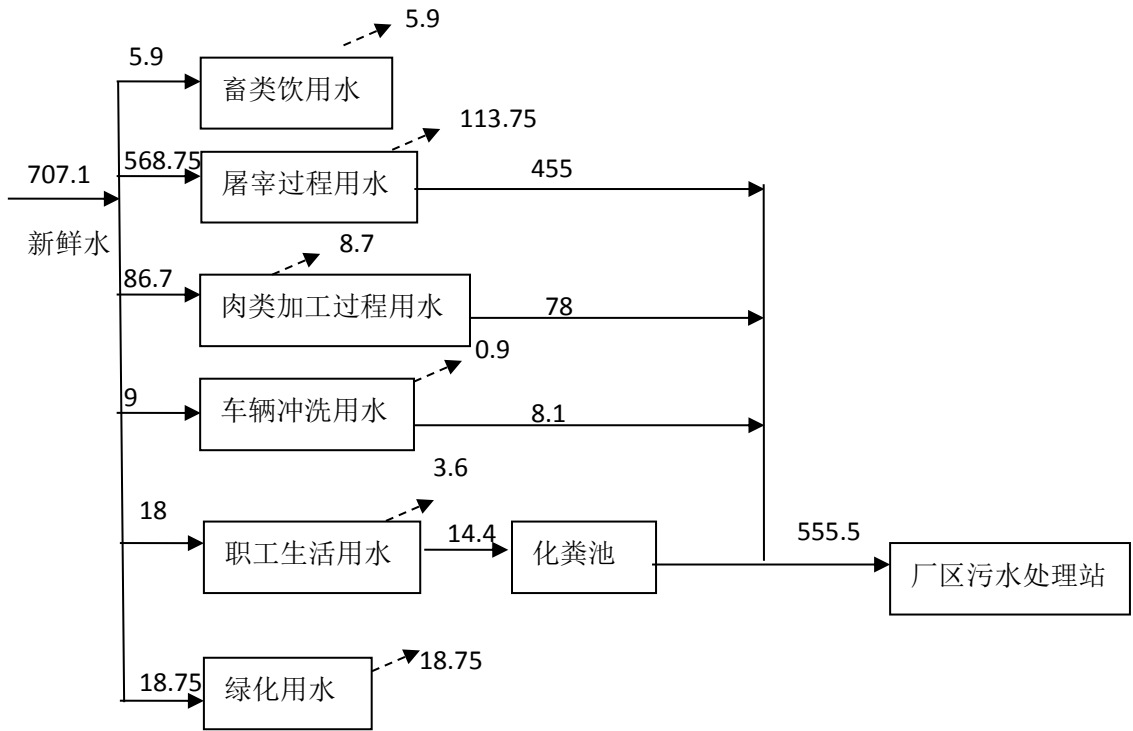 5.9
5.9
畜类饮用水
113.75
707.1
568.75
屠宰过程用水
455
新鲜水
8.7
86.7
肉类加工过程用水
78
0.9
9
车辆冲洗用水
8.1
3.6
18
职工生活用水
14.4
化粪池
555.5
厂区污水处理站
18.75
绿化用水
18.75